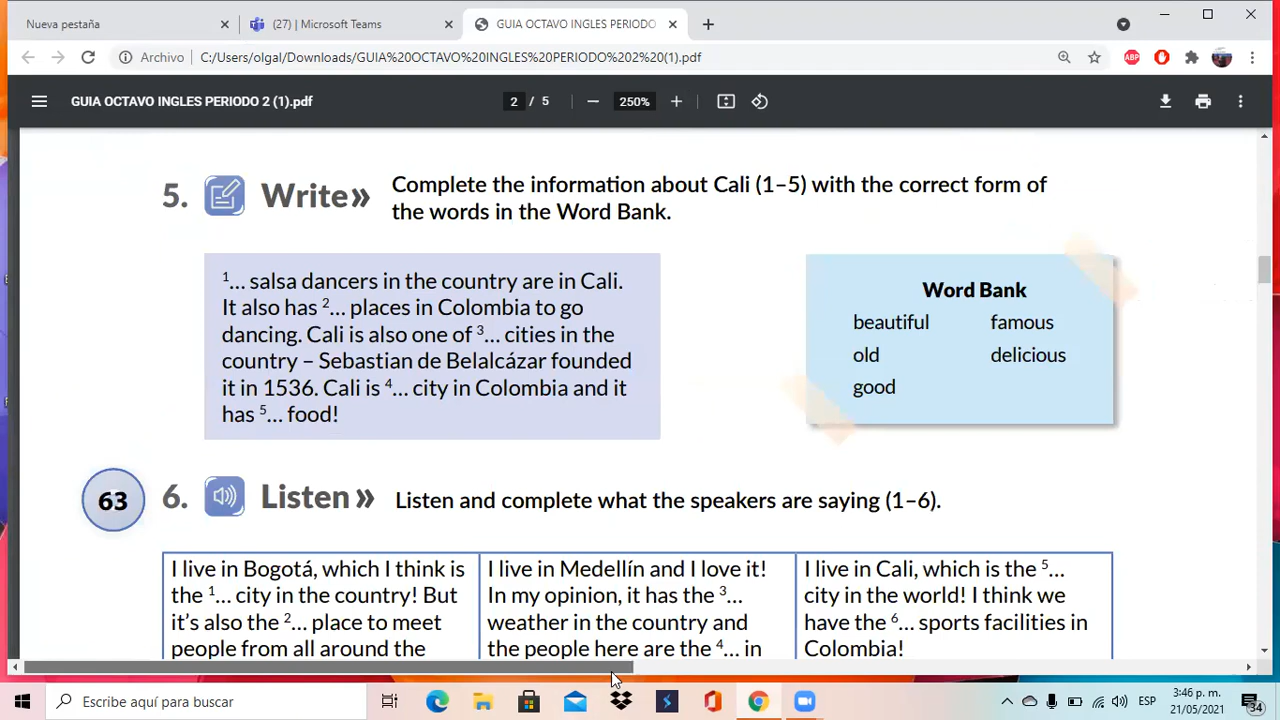 Nueva pestaña
(27) | Microsoft Teams
GUIA OCTAVO INGLES PERIODO
Archivo
C:/Users/olgal/Downloads/GUIA%20OCTAVO%20INGLES%20PERIODO%202%20(1).pdf
ABP
GUIA OCTAVO INGLES PERIODO 2 (1).pdf
2 / 5
250%
5. Write» Complete the information about Cali (1–5) with the correct form of
the words in the Word Bank.
1... salsa dancers in the country are in Cali.
It also has 2... places in Colombia to go
dancing. Cali is also one of 3... cities in the
country – Sebastian de Belalcázar founded
it in 1536. Cali is 4... city in Colombia and it
has 5... food!
Word Bank
beautiful famous
old delicious
good
63 6. Listen» Listen and complete what the speakers are saying (1–6).
I live in Bogotá, which I think is
the 1... city in the country! But
it's also the 2... place to meet
people from all around the
I live in Medellín and I love it!
In my opinion, it has the 3...
weather in the country and
the people here are the 4... in
I live in Cali, which is the 5...
city in the world! I think we
have the 6... sports facilities in
Colombia!
Escribe aquí para buscar
ESP
3:46 p. m.
21/05/2021
34